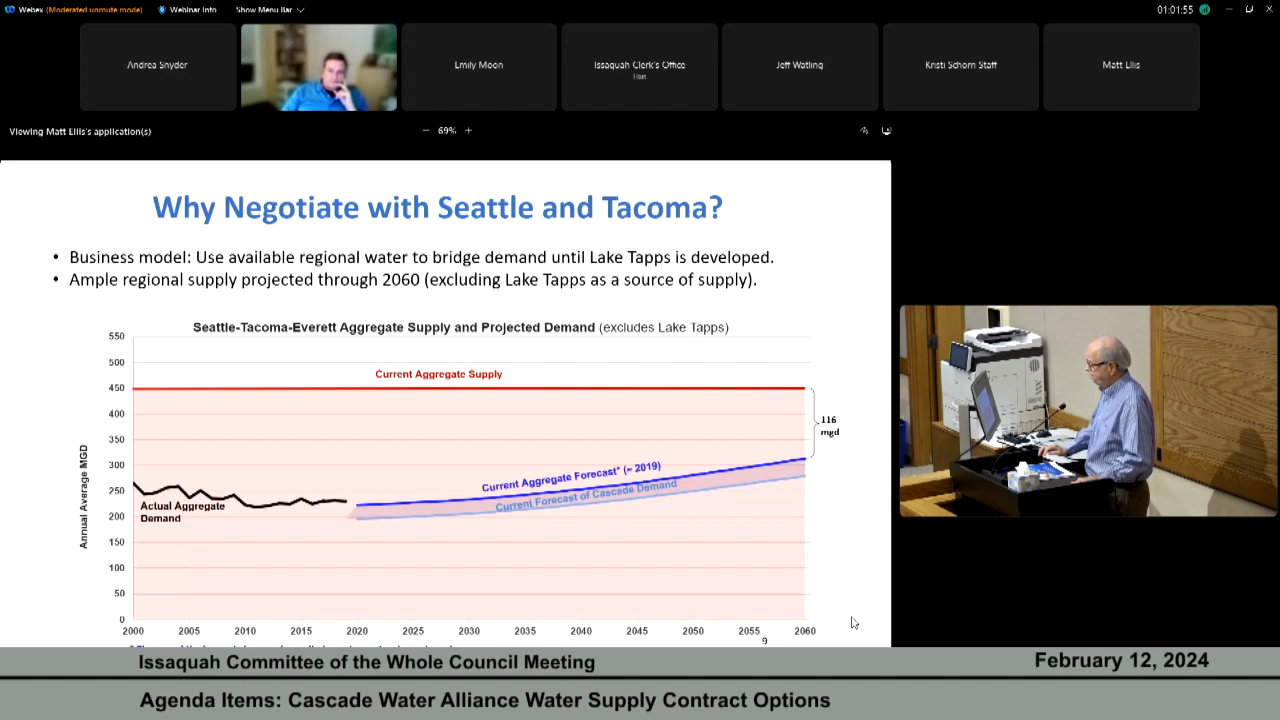 Webex (Moderated unmute mode) Webinar Info Show Menu Bar 01:01:55
Andrea Snyder
Emily Moon
Issaquah Clerk's Office
Host
Jeff Watling
Kristi Schorn Staff
Matt Ellis
Viewing Matt Ellis's application(s) − 69% +
Why Negotiate with Seattle and Tacoma?
• Business model: Use available regional water to bridge demand until Lake Tapps is developed.
• Ample regional supply projected through 2060 (excluding Lake Tapps as a source of supply).
Seattle-Tacoma-Everett Aggregate Supply and Projected Demand (excludes Lake Tapps)
Annual Average MGD
550
500
450
400
350
300
250
200
150
100
50
0
Current Aggregate Supply
116
mgd
Current Aggregate Forecast* (≈ 2019)
Current Forecast of Cascade Demand
Actual Aggregate
Demand
2000 2005 2010 2015 2020 2025 2030 2035 2040 2045 2050 2055 2060
9
Issaquah Committee of the Whole Council Meeting
February 12, 2024
Agenda Items: Cascade Water Alliance Water Supply Contract Options